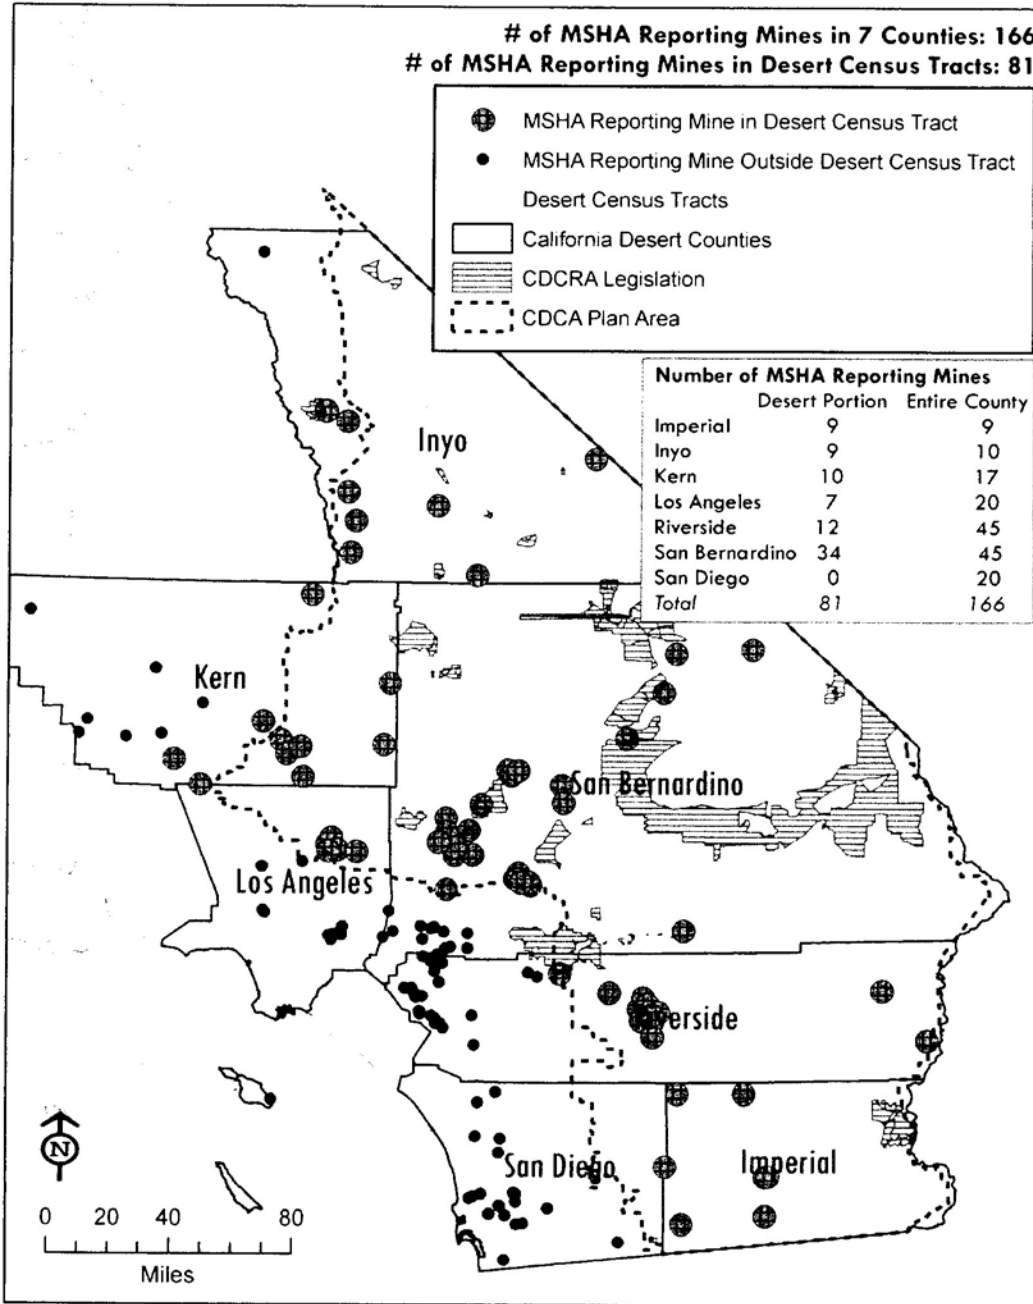 # of MSHA Reporting Mines in 7 Counties: 166
# of MSHA Reporting Mines in Desert Census Tracts: 81
MSHA Reporting Mine in Desert Census Tract
MSHA Reporting Mine Outside Desert Census Tract
Desert Census Tracts
California Desert Counties
CDCRA Legislation
CDCA Plan Area
Number of MSHA Reporting Mines
Desert Portion Entire County
Imperial 9 9
Inyo 9 10
Kern 10 17
Los Angeles 7 20
Riverside 12 45
San Bernardino 34 45
San Diego 0 20
Total 81 166
Inyo
Kern
San Bernardino
Los Angeles
Riverside
San Diego
Imperial
N
0 20 40 80
Miles